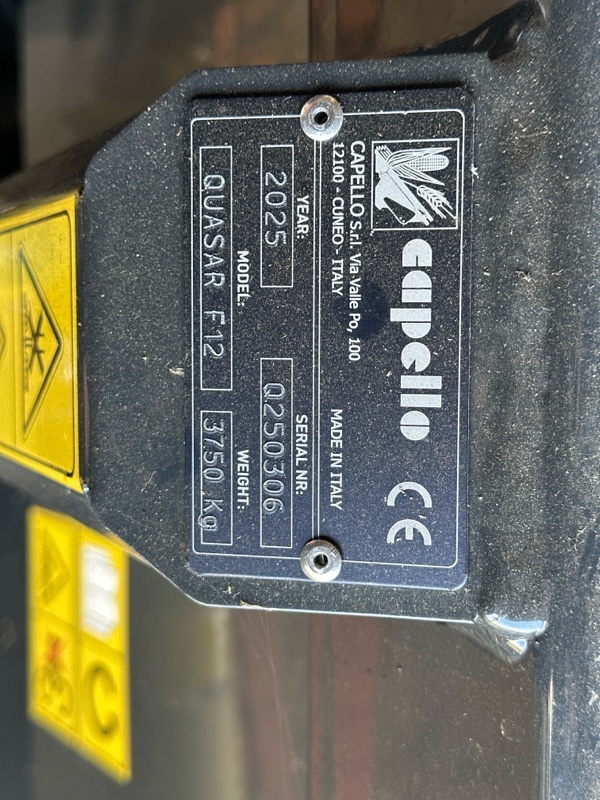 capello CE
CAPELLO S.r.l. Via Valle Po, 100
12100 - CUNEO - ITALY
MADE IN ITALY
YEAR:
2025
SERIAL NR:
Q250306
MODEL:
QUASAR F12
WEIGHT:
3750 Kg